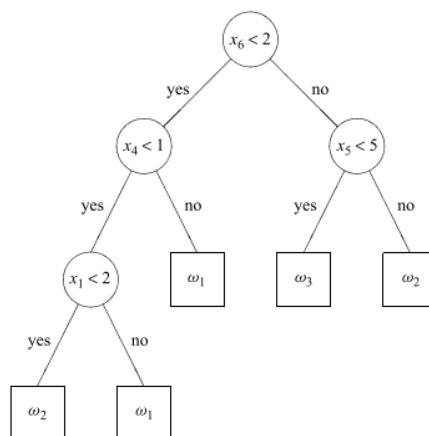 x₆ < 2
yes
no
x₄ < 1
x₅ < 5
yes
no
yes
no
x₁ < 2
ω₁
ω₃
ω₂
yes
no
ω₂
ω₁